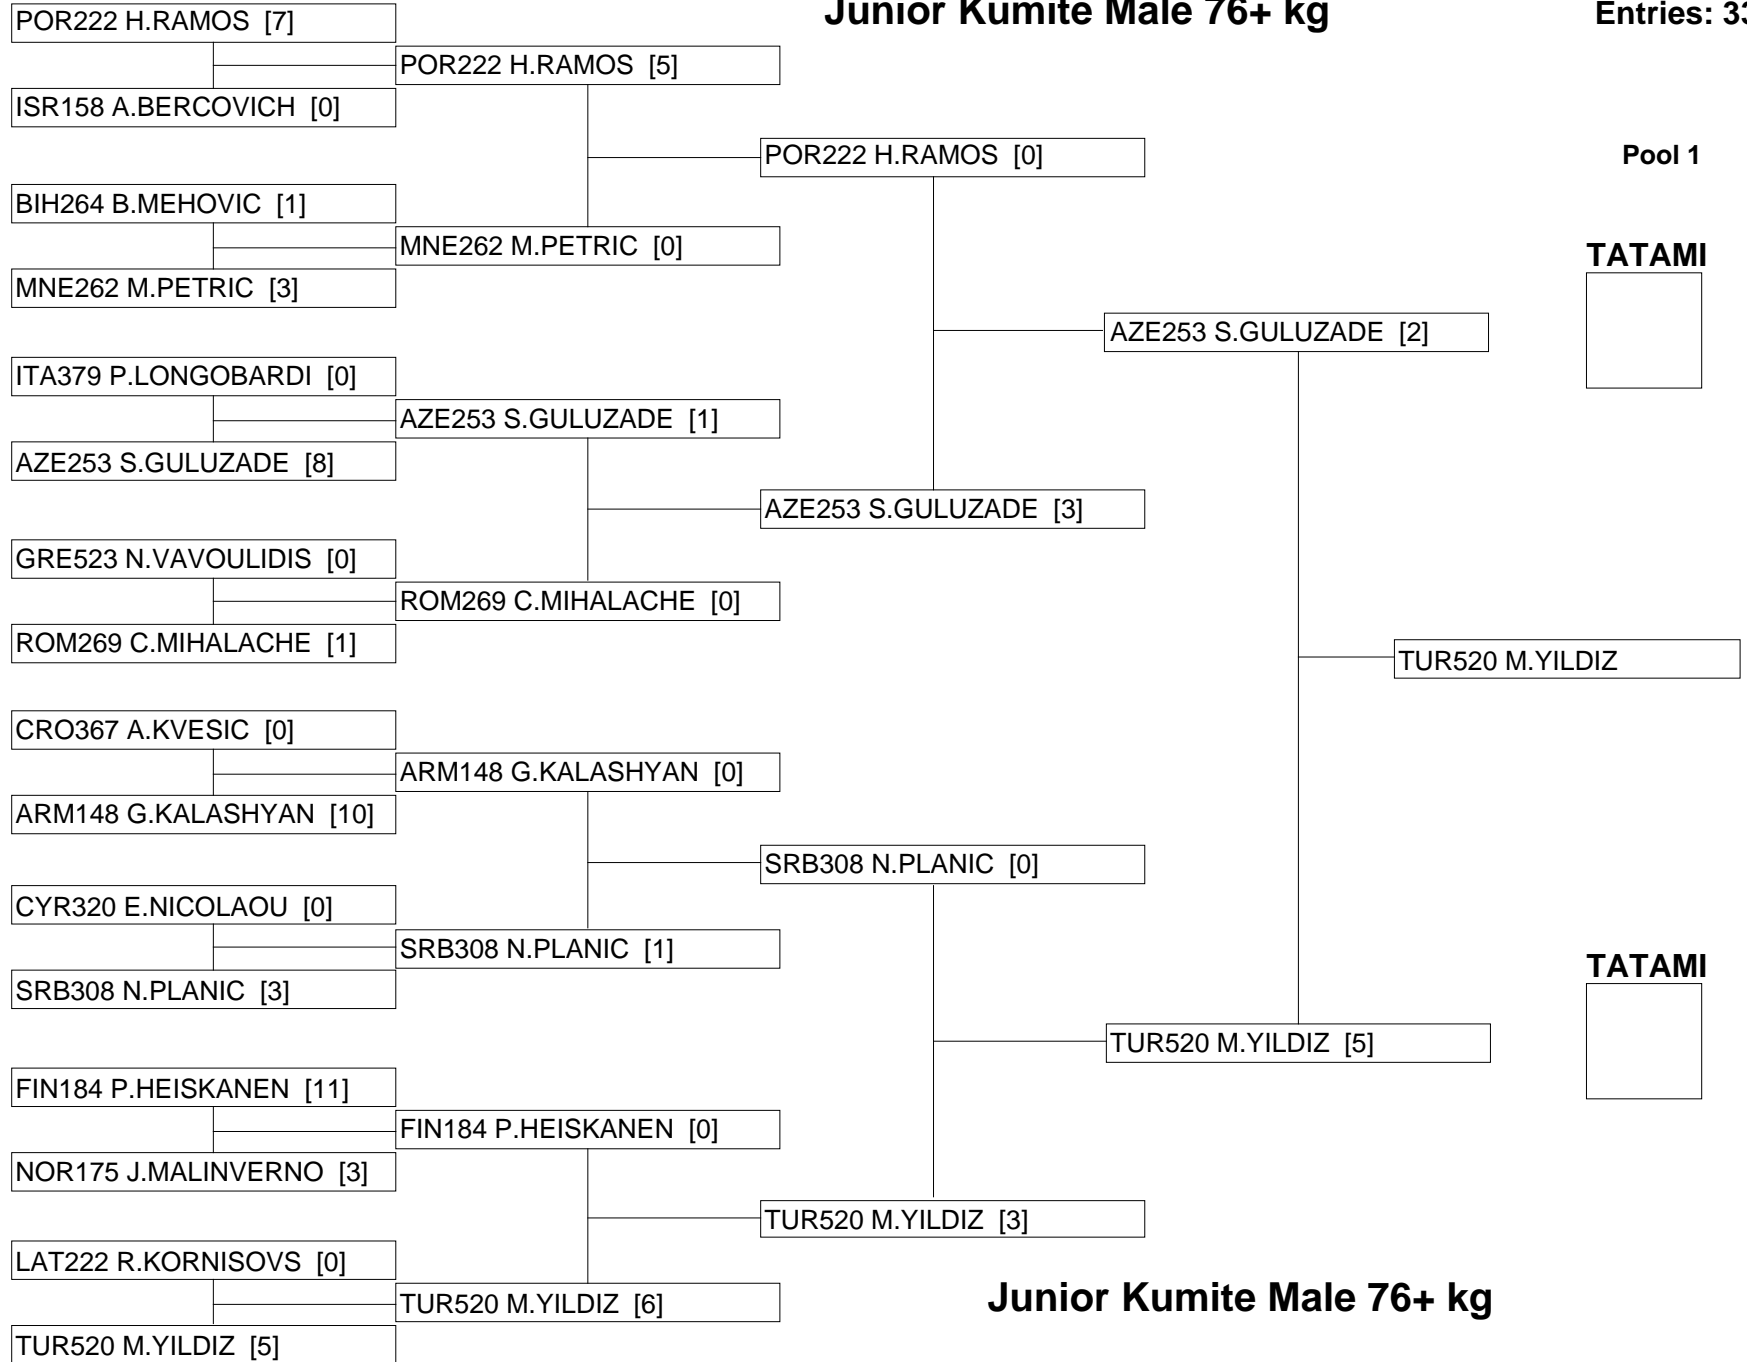 Junior Kumite Male 76+ kg
Entries: 33
Pool 1
TATAMI
TATAMI
POR222 H.RAMOS [7]
ISR158 A.BERCOVICH [0]
BIH264 B.MEHOVIC [1]
MNE262 M.PETRIC [3]
ITA379 P.LONGOBARDI [0]
AZE253 S.GULUZADE [8]
GRE523 N.VAVOULIDIS [0]
ROM269 C.MIHALACHE [1]
CRO367 A.KVESIC [0]
ARM148 G.KALASHYAN [10]
CYR320 E.NICOLAOU [0]
SRB308 N.PLANIC [3]
FIN184 P.HEISKANEN [11]
NOR175 J.MALINVERNO [3]
LAT222 R.KORNISOVS [0]
TUR520 M.YILDIZ [5]
POR222 H.RAMOS [5]
MNE262 M.PETRIC [0]
AZE253 S.GULUZADE [1]
ROM269 C.MIHALACHE [0]
ARM148 G.KALASHYAN [0]
SRB308 N.PLANIC [1]
FIN184 P.HEISKANEN [0]
TUR520 M.YILDIZ [6]
POR222 H.RAMOS [0]
AZE253 S.GULUZADE [3]
SRB308 N.PLANIC [0]
TUR520 M.YILDIZ [3]
AZE253 S.GULUZADE [2]
TUR520 M.YILDIZ [5]
TUR520 M.YILDIZ
Junior Kumite Male 76+ kg